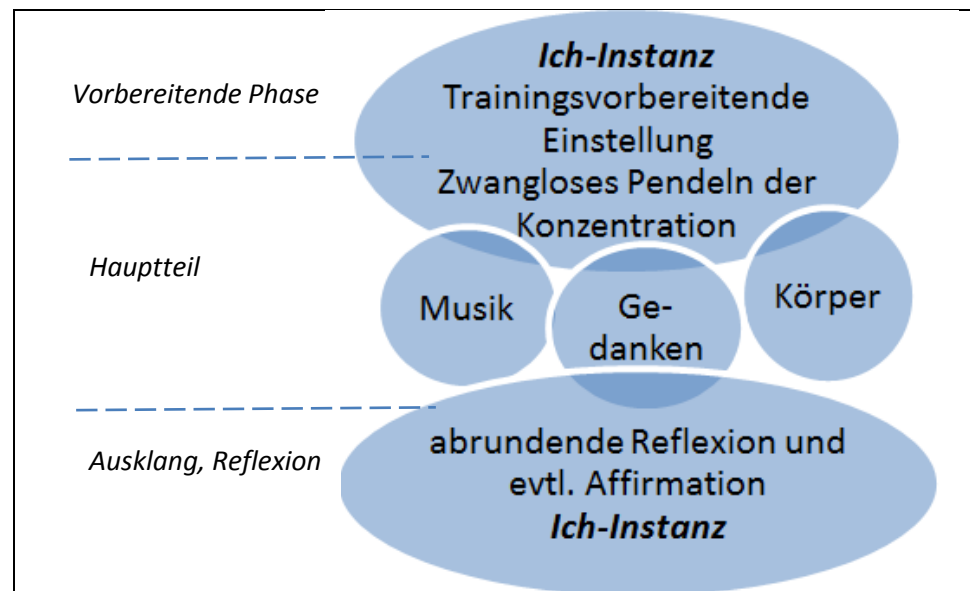 Vorbereitende Phase
Ich-Instanz
Trainingsvorbereitende
Einstellung
Zwangloses Pendeln der
Konzentration
Hauptteil
Musik
Ge-
danken
Körper
Ausklang, Reflexion
abrundende Reflexion und
evtl. Affirmation
Ich-Instanz